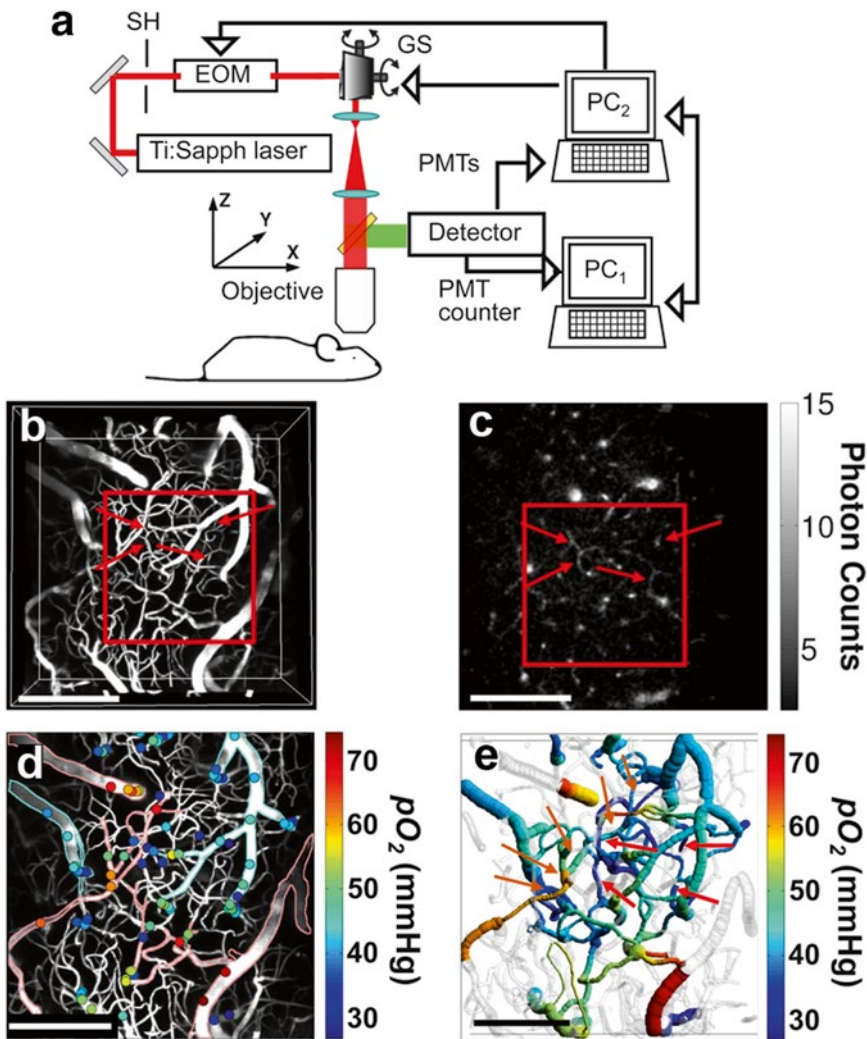 a
SH
GS
EOM
PC2
Ti:Sapph laser
PMTs
Z
Y
X
Detector
Objective
PMT
counter
PC1
b
c
15
10
5
Photon Counts
d
70
60
50
40
30
pO2 (mmHg)
e
70
60
50
40
30
pO2 (mmHg)